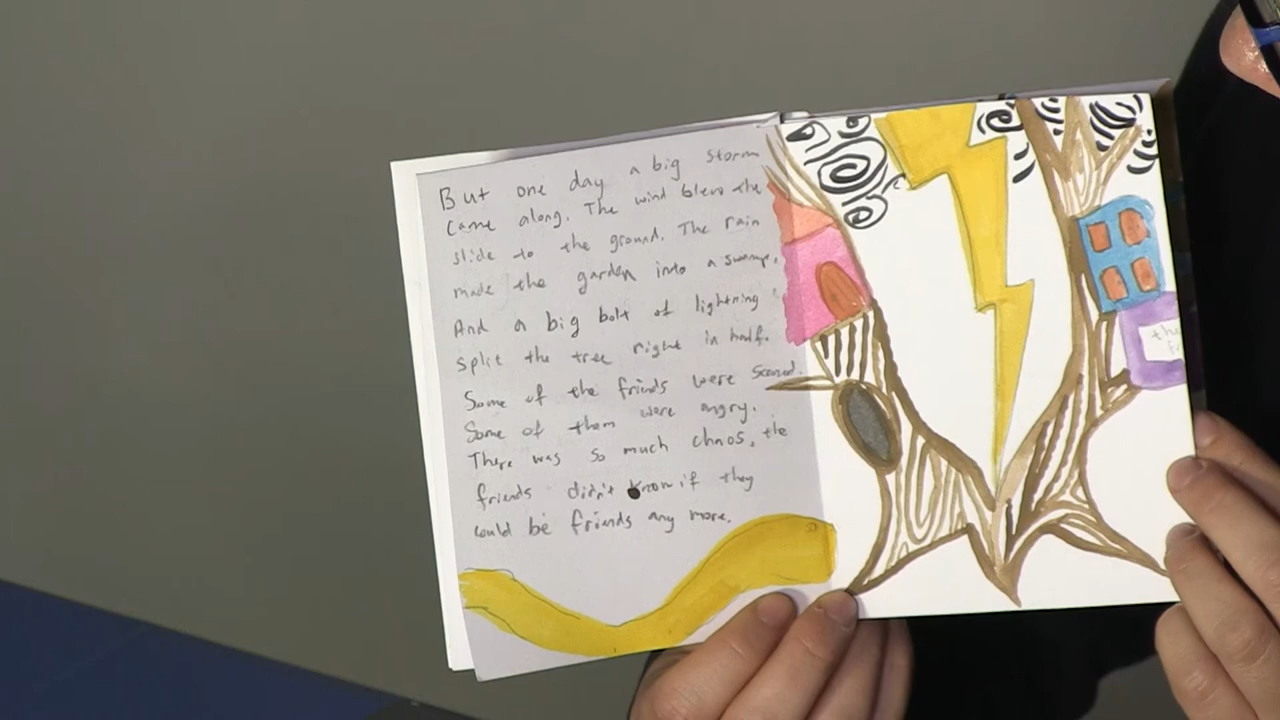 But one day a big storm
came along. The wind blew the
slide to the ground. The rain
made the garden into a swamp.
And a big bolt of lightning
split the tree right in half.
Some of the friends were scared.
Some of them were angry.
There was so much chaos, the
friends didn't know if they
could be friends any more.
the